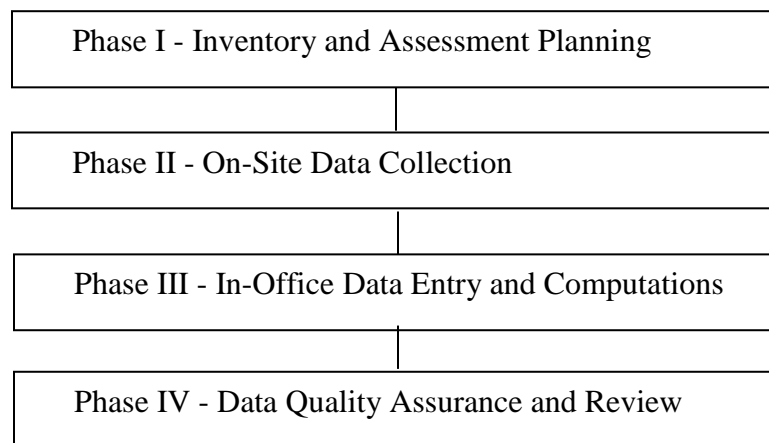 Phase I - Inventory and Assessment Planning
Phase II - On-Site Data Collection
Phase III - In-Office Data Entry and Computations
Phase IV - Data Quality Assurance and Review